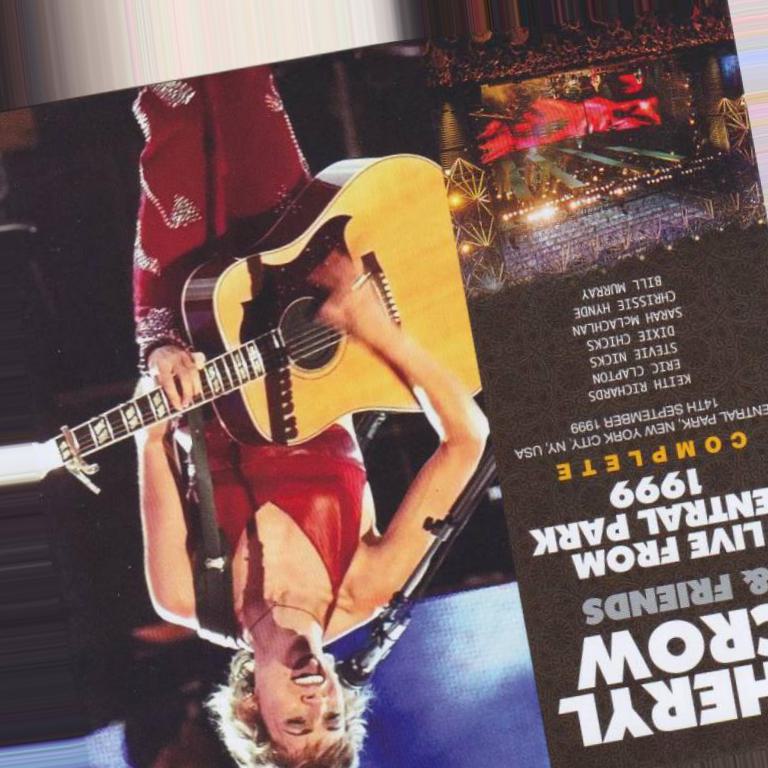 HERYL
CROW
& FRIENDS
LIVE FROM
ENTRAL PARK
1999
COMPLETE
ENTRAL PARK, NEW YORK CITY, NY, USA
14TH SEPTEMBER 1999
KEITH RICHARDS
ERIC CLAPTON
STEVIE NICKS
DIXIE CHICKS
SARAH McLACHLAN
CHRISSIE HYNDE
BILL MURRAY